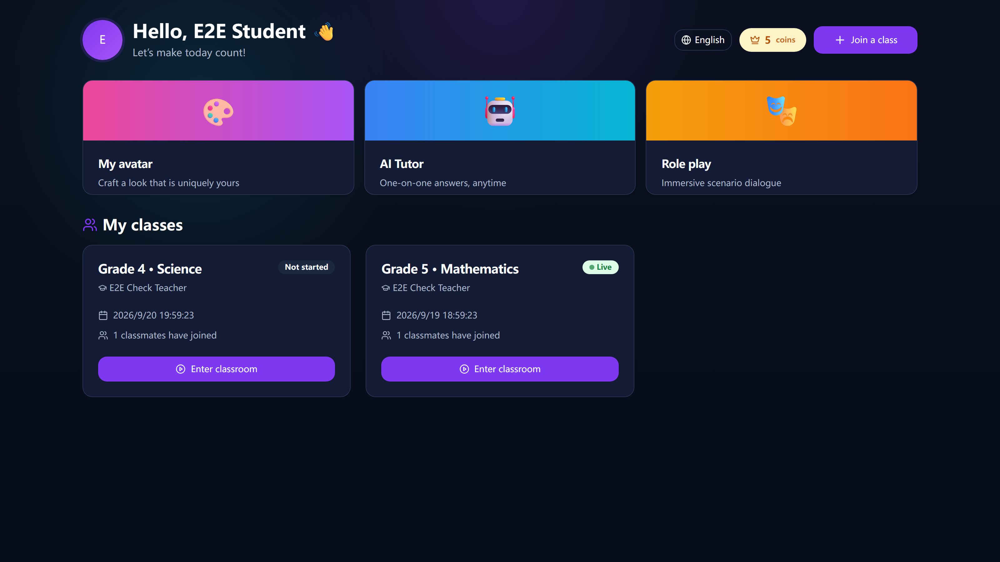 E
Hello, E2E Student 👋
Let’s make today count!
English
5 coins
Join a class
My avatar
Craft a look that is uniquely yours
AI Tutor
One-on-one answers, anytime
Role play
Immersive scenario dialogue
My classes
Grade 4 • Science
Not started
E2E Check Teacher
2026/9/20 19:59:23
1 classmates have joined
Enter classroom
Grade 5 • Mathematics
Live
E2E Check Teacher
2026/9/19 18:59:23
1 classmates have joined
Enter classroom